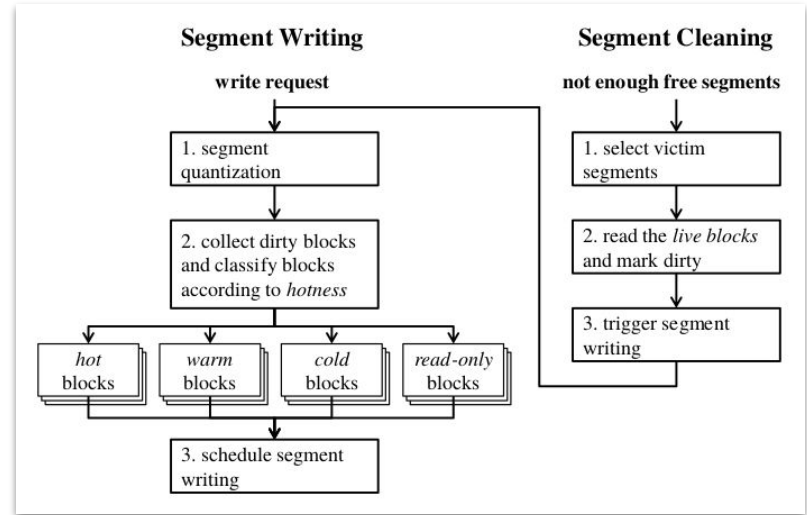 Segment Writing
write request
1. segment
quantization
2. collect dirty blocks
and classify blocks
according to hotness
hot
blocks
warm
blocks
cold
blocks
read-only
blocks
3. schedule segment
writing
Segment Cleaning
not enough free segments
1. select victim
segments
2. read the live blocks
and mark dirty
3. trigger segment
writing